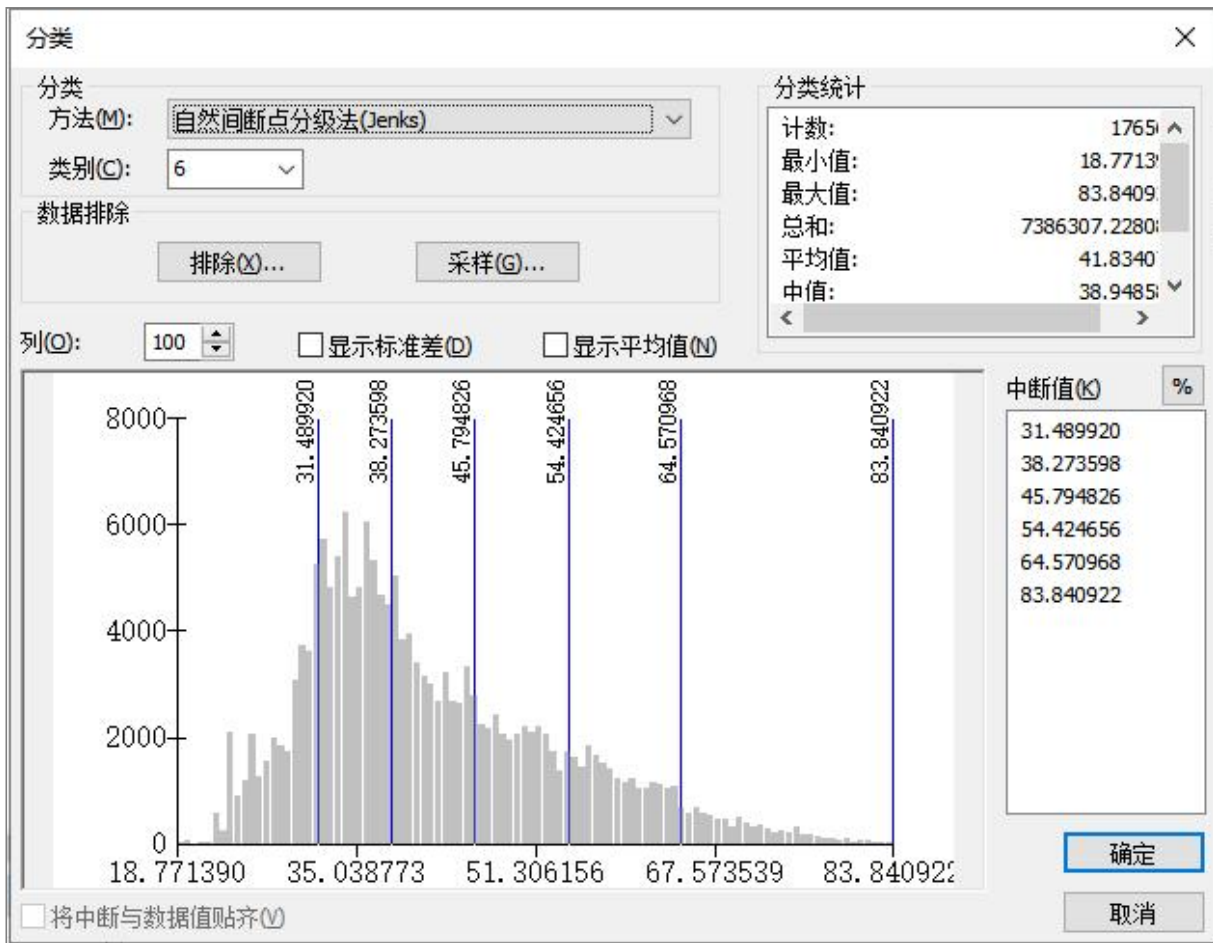 分类
分类
方法(M): 自然间断点分级法(Jenks)
类别(C): 6
数据排除
排除(X)... 采样(G)...
分类统计
计数: 1765
最小值: 18.7713
最大值: 83.8409
总和: 7386307.2280
平均值: 41.8340
中值: 38.9485
列(O): 100 显示标准差(D) 显示平均值(N)
中断值(K) %
31.489920
38.273598
45.794826
54.424656
64.570968
83.840922
31.489920
38.273598
45.794826
54.424656
64.570968
83.840922
8000
6000
4000
2000
0
18.771390 35.038773 51.306156 67.573539 83.840922
将中断与数据值贴齐(V)
确定
取消